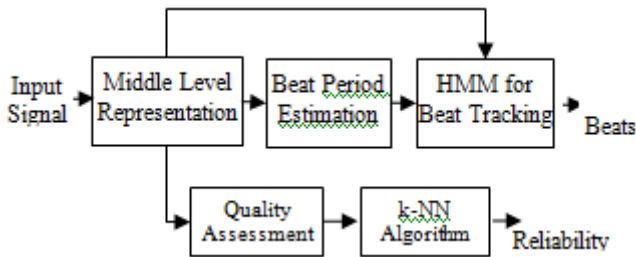 Input
Signal
Middle Level
Representation
Beat Period
Estimation
HMM for
Beat Tracking
Beats
Quality
Assessment
k-NN
Algorithm
Reliability